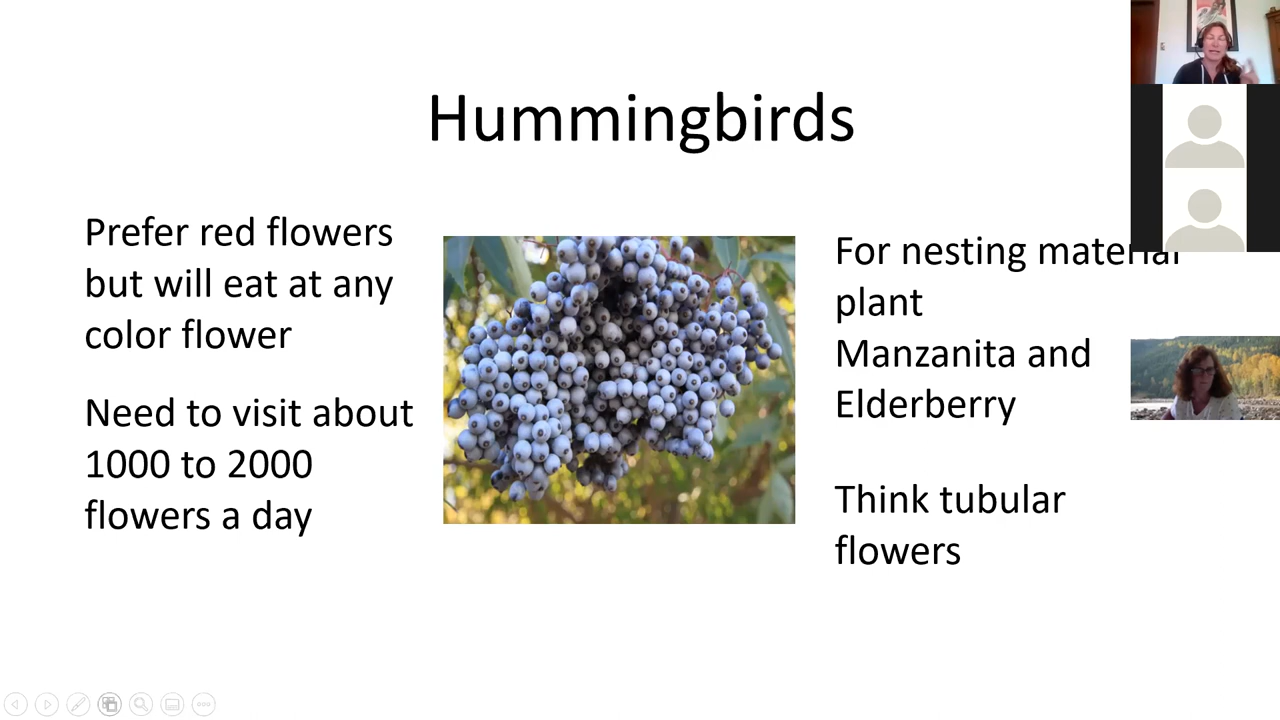 Hummingbirds
Prefer red flowers
but will eat at any
color flower
Need to visit about
1000 to 2000
flowers a day
For nesting material
plant
Manzanita and
Elderberry
Think tubular
flowers